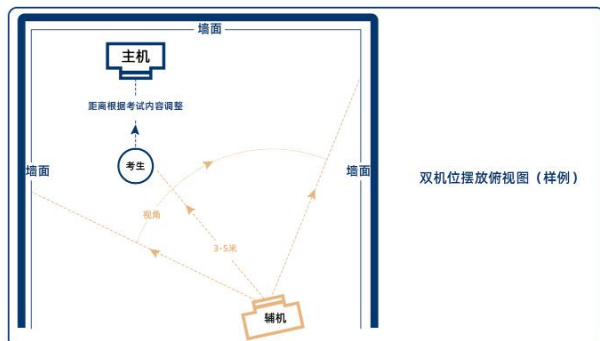 墙面
主机
距离根据考试内容调整
考生
墙面
墙面
双机位摆放俯视图（样例）
视角
3-5米
辅机